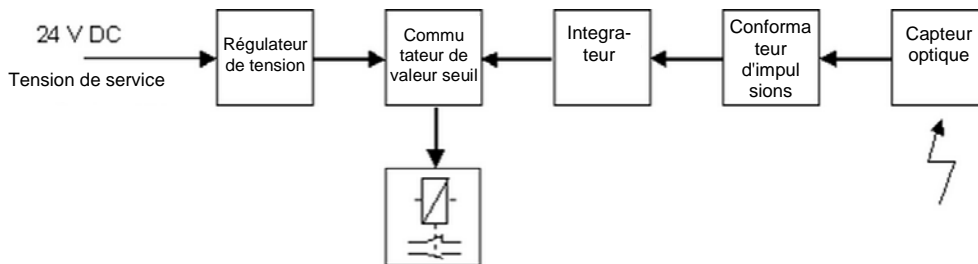 24 V DC
Tension de service
Régulateur
de tension
Commu
tateur de
valeur seuil
Integra-
teur
Conforma
teur
d'impul
sions
Capteur
optique